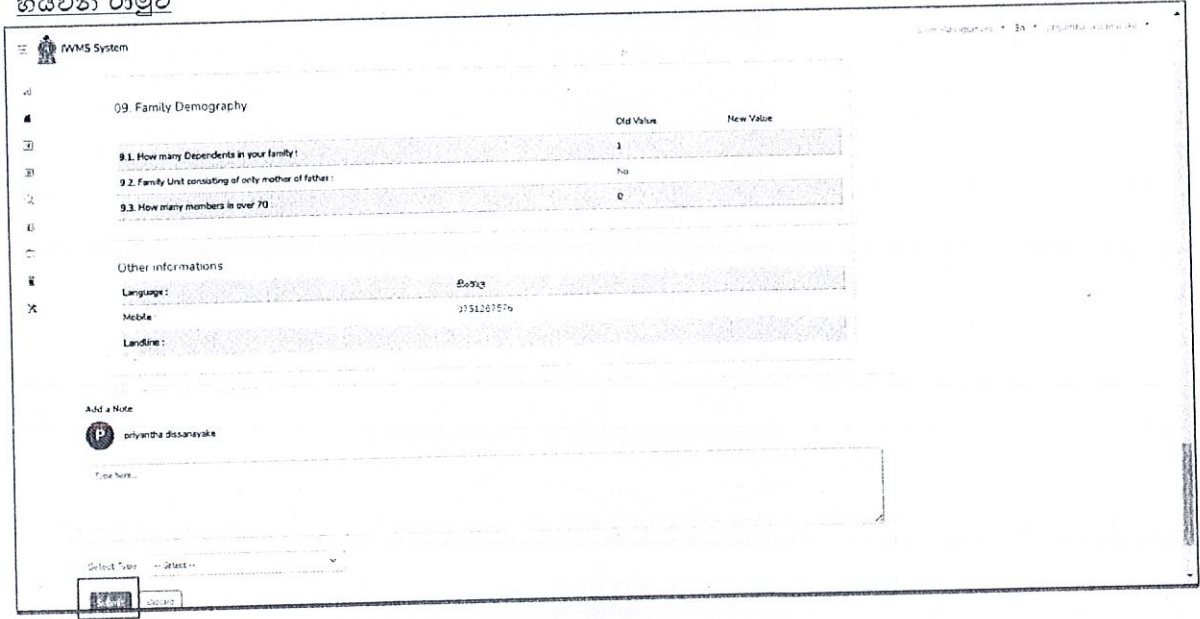 හයවන රාමුව
IWMS System
En
09. Family Demography
Old Value New Value
9.1. How many Dependents in your family : 1
9.2. Family Unit consisting of only mother of father : No
9.3. How many members in over 70 : 0
Other informations
Language : සිංහල
Mobile :
Landline :
Add a Note
P priyantha dissanayake
Type here...
Select Type -- Select --
Discard